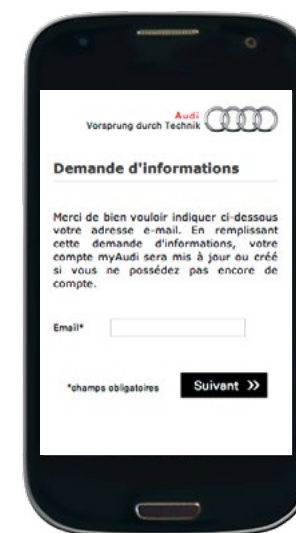 Audi
Vorsprung durch Technik
Demande d'informations
Merci de bien vouloir indiquer ci-dessous
votre adresse e-mail. En remplissant
cette demande d'informations, votre
compte myAudi sera mis à jour ou créé
si vous ne possédez pas encore de
compte.
Email*
*champs obligatoires
Suivant »